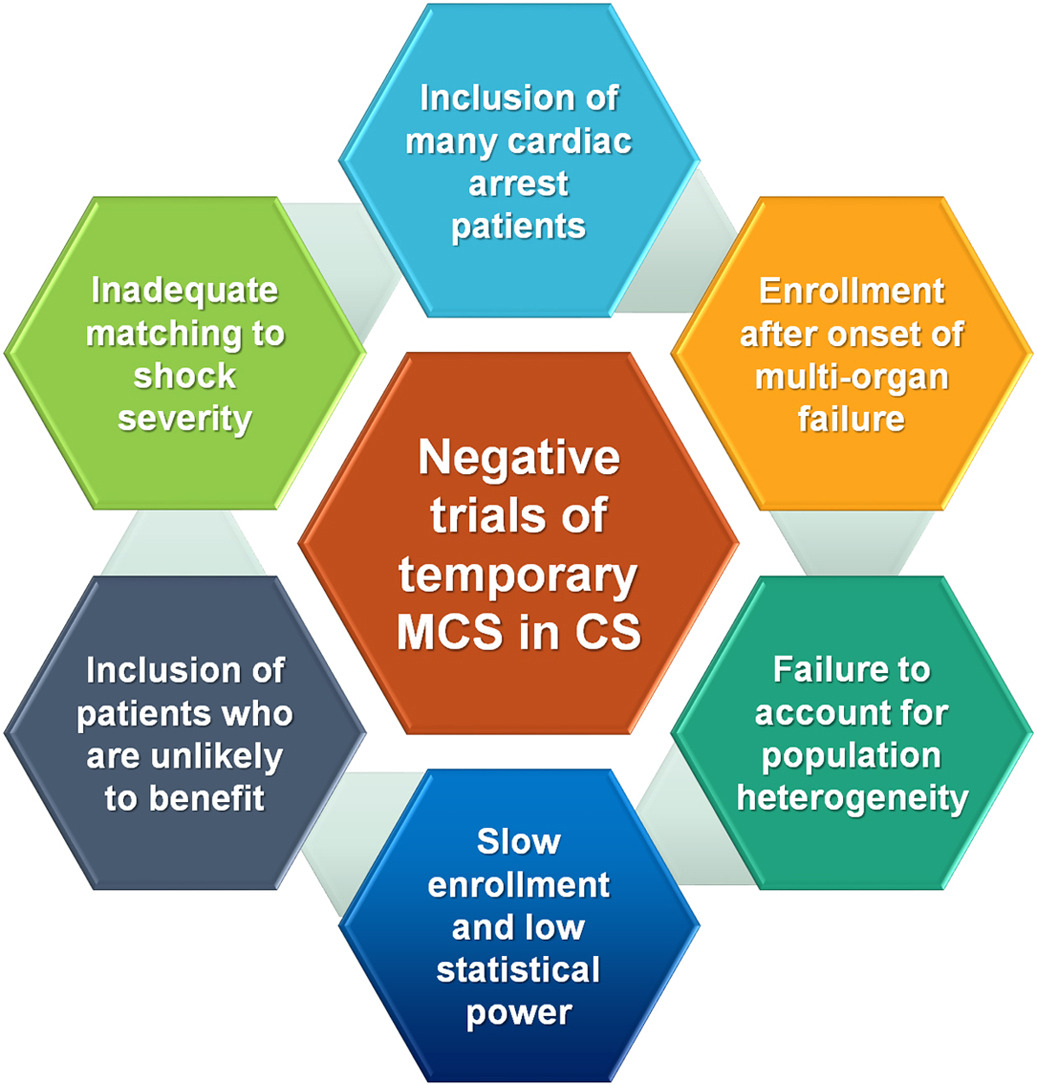 Inclusion of
many cardiac
arrest
patients
Enrollment
after onset of
multi-organ
failure
Failure to
account for
population
heterogeneity
Slow
enrollment
and low
statistical
power
Inclusion of
patients who
are unlikely
to benefit
Inadequate
matching to
shock
severity
Negative
trials of
temporary
MCS in CS